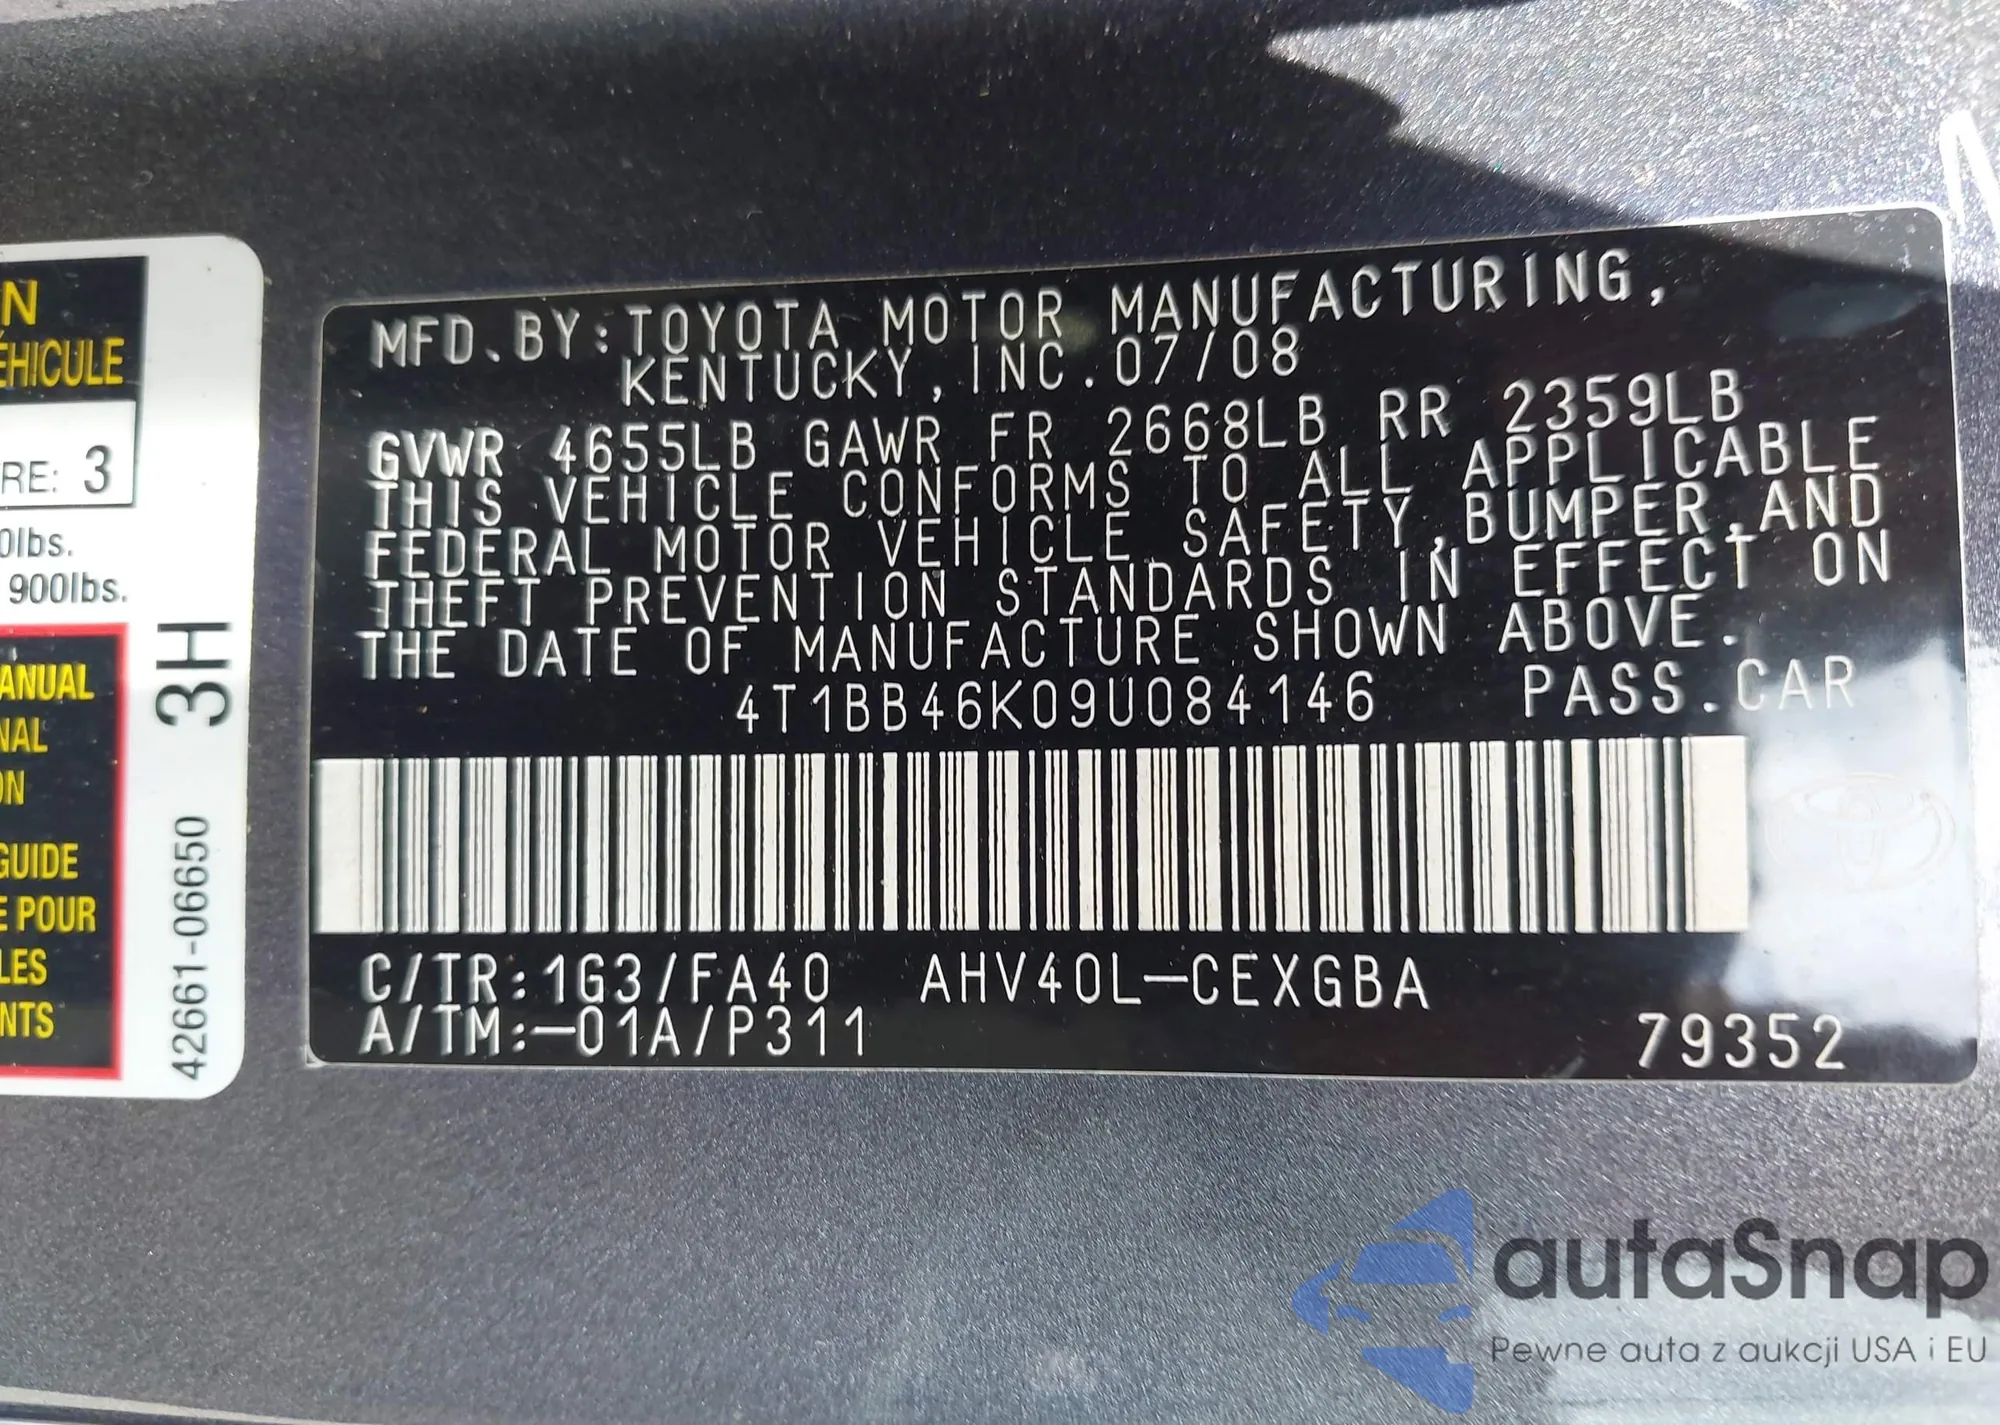 N
ÉHICULE
RE: 3
0lbs.
900lbs.
ANUAL
NAL
ON
GUIDE
E POUR
LES
NTS
3H
42661-06650
MFD.BY:TOYOTA MOTOR MANUFACTURING,
KENTUCKY,INC.07/08
GVWR 4655LB GAWR FR 2668LB RR 2359LB
THIS VEHICLE CONFORMS TO ALL APPLICABLE
FEDERAL MOTOR VEHICLE SAFETY,BUMPER,AND
THEFT PREVENTION STANDARDS IN EFFECT ON
THE DATE OF MANUFACTURE SHOWN ABOVE.
4T1BB46K09U084146 PASS.CAR
C/TR:1G3/FA40 AHV40L-CEXGBA
A/TM:-01A/P311
79352
autaSnap
Pewne auta z aukcji USA i EU